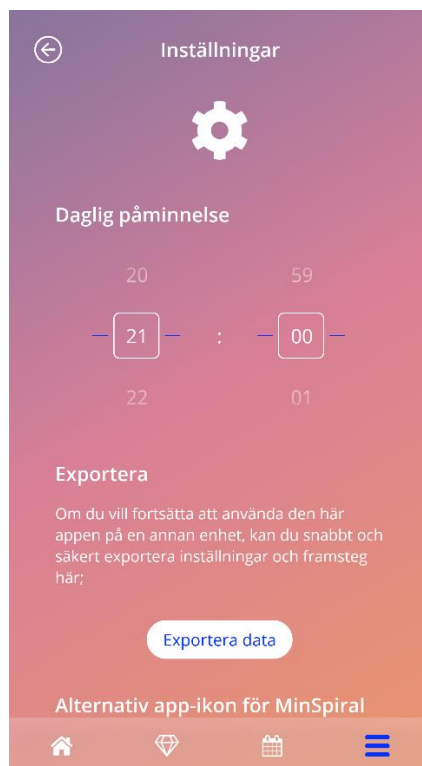 Inställningar
Daglig påminnelse
20 59
21 : 00
22 01
Exportera
Om du vill fortsätta att använda den här
appen på en annan enhet, kan du snabbt och
säkert exportera inställningar och framsteg
här;
Exportera data
Alternativ app-ikon för MinSpiral